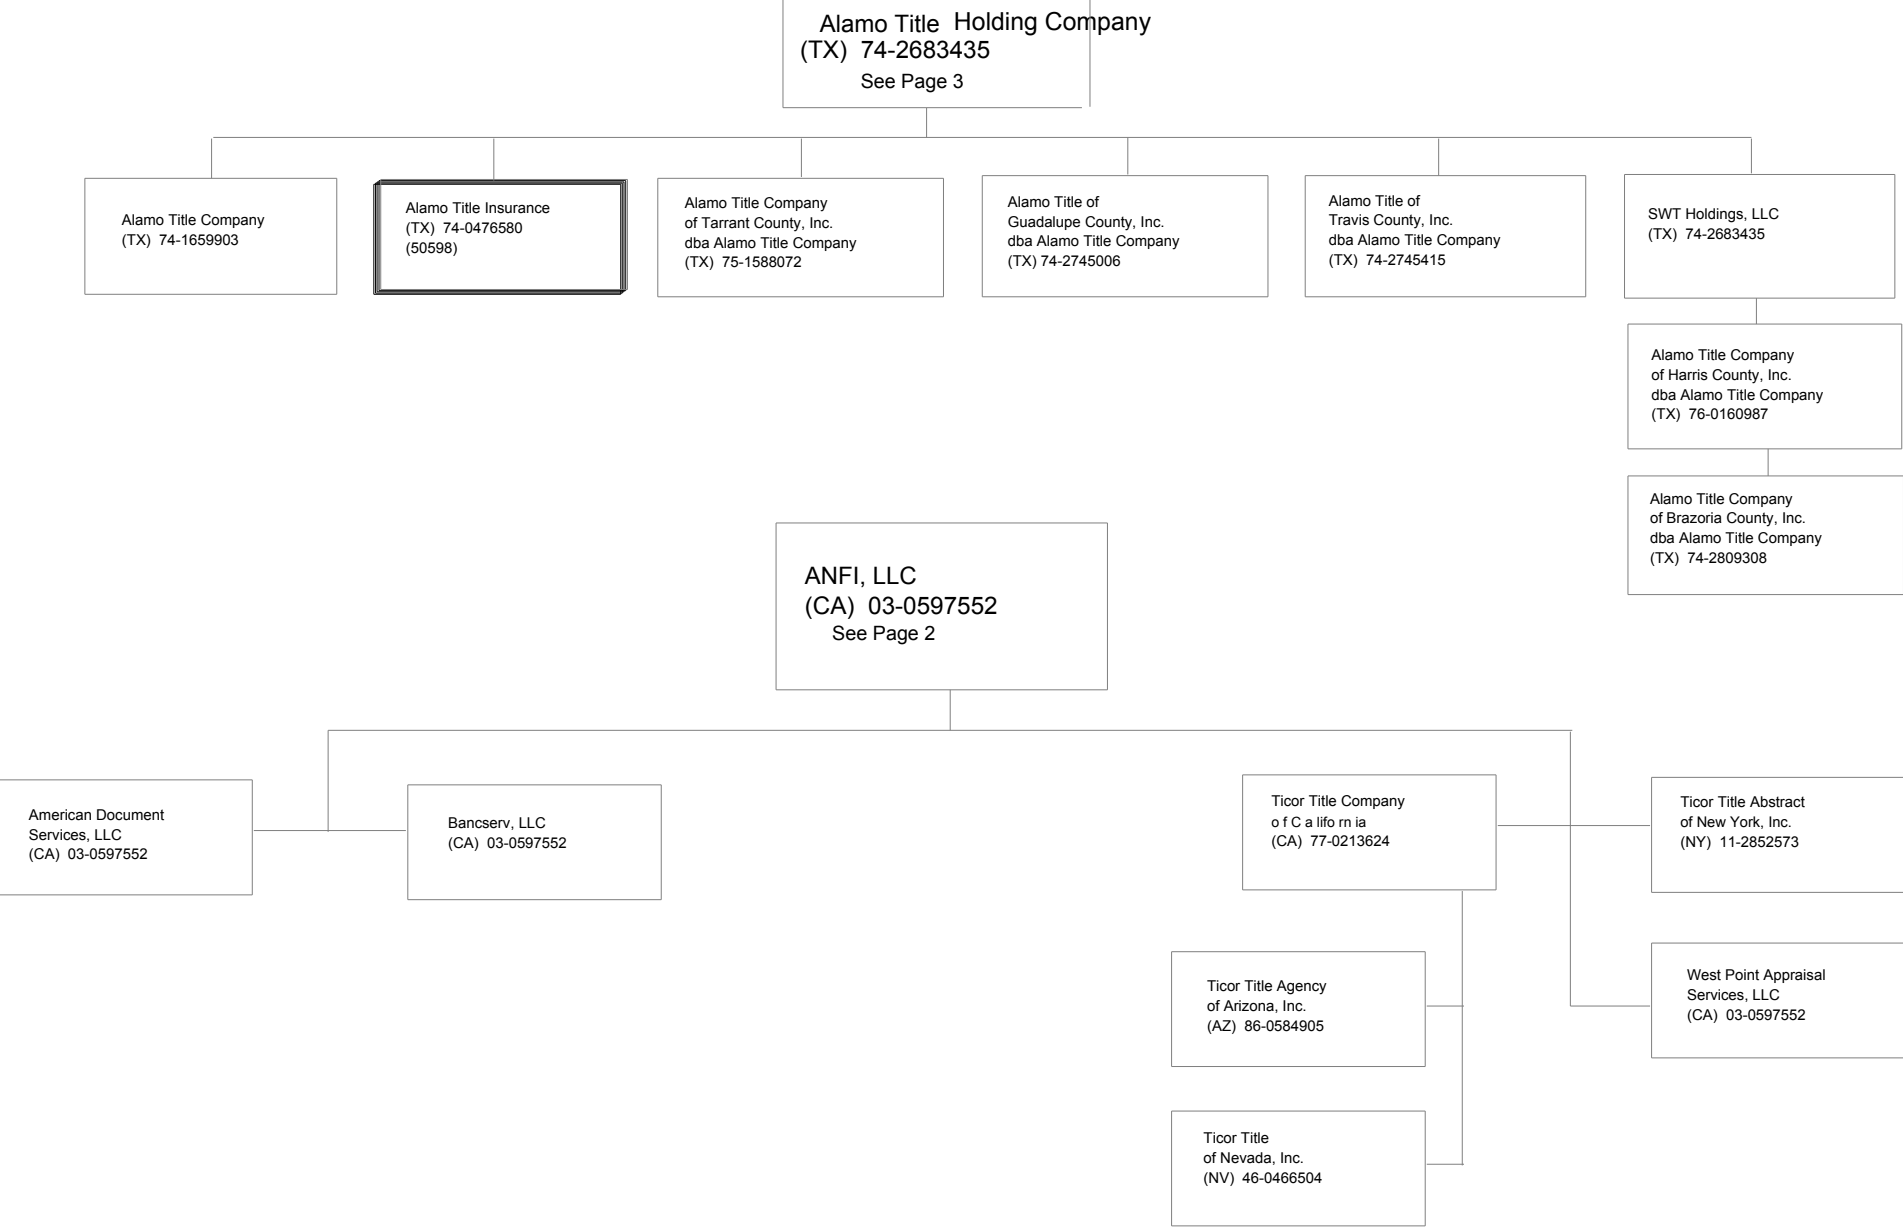 Alamo Title Holding Company
(TX) 74-2683435
See Page 3
Alamo Title Company
(TX) 74-1659903
Alamo Title Insurance
(TX) 74-0476580
(50598)
Alamo Title Company
of Tarrant County, Inc.
dba Alamo Title Company
(TX) 75-1588072
Alamo Title of
Guadalupe County, Inc.
dba Alamo Title Company
(TX) 74-2745006
Alamo Title of
Travis County, Inc.
dba Alamo Title Company
(TX) 74-2745415
SWT Holdings, LLC
(TX) 74-2683435
Alamo Title Company
of Harris County, Inc.
dba Alamo Title Company
(TX) 76-0160987
Alamo Title Company
of Brazoria County, Inc.
dba Alamo Title Company
(TX) 74-2809308
ANFI, LLC
(CA) 03-0597552
See Page 2
American Document
Services, LLC
(CA) 03-0597552
Bancserv, LLC
(CA) 03-0597552
Ticor Title Company
o f C a lifo rn ia
(CA) 77-0213624
Ticor Title Abstract
of New York, Inc.
(NY) 11-2852573
Ticor Title Agency
of Arizona, Inc.
(AZ) 86-0584905
West Point Appraisal
Services, LLC
(CA) 03-0597552
Ticor Title
of Nevada, Inc.
(NV) 46-0466504